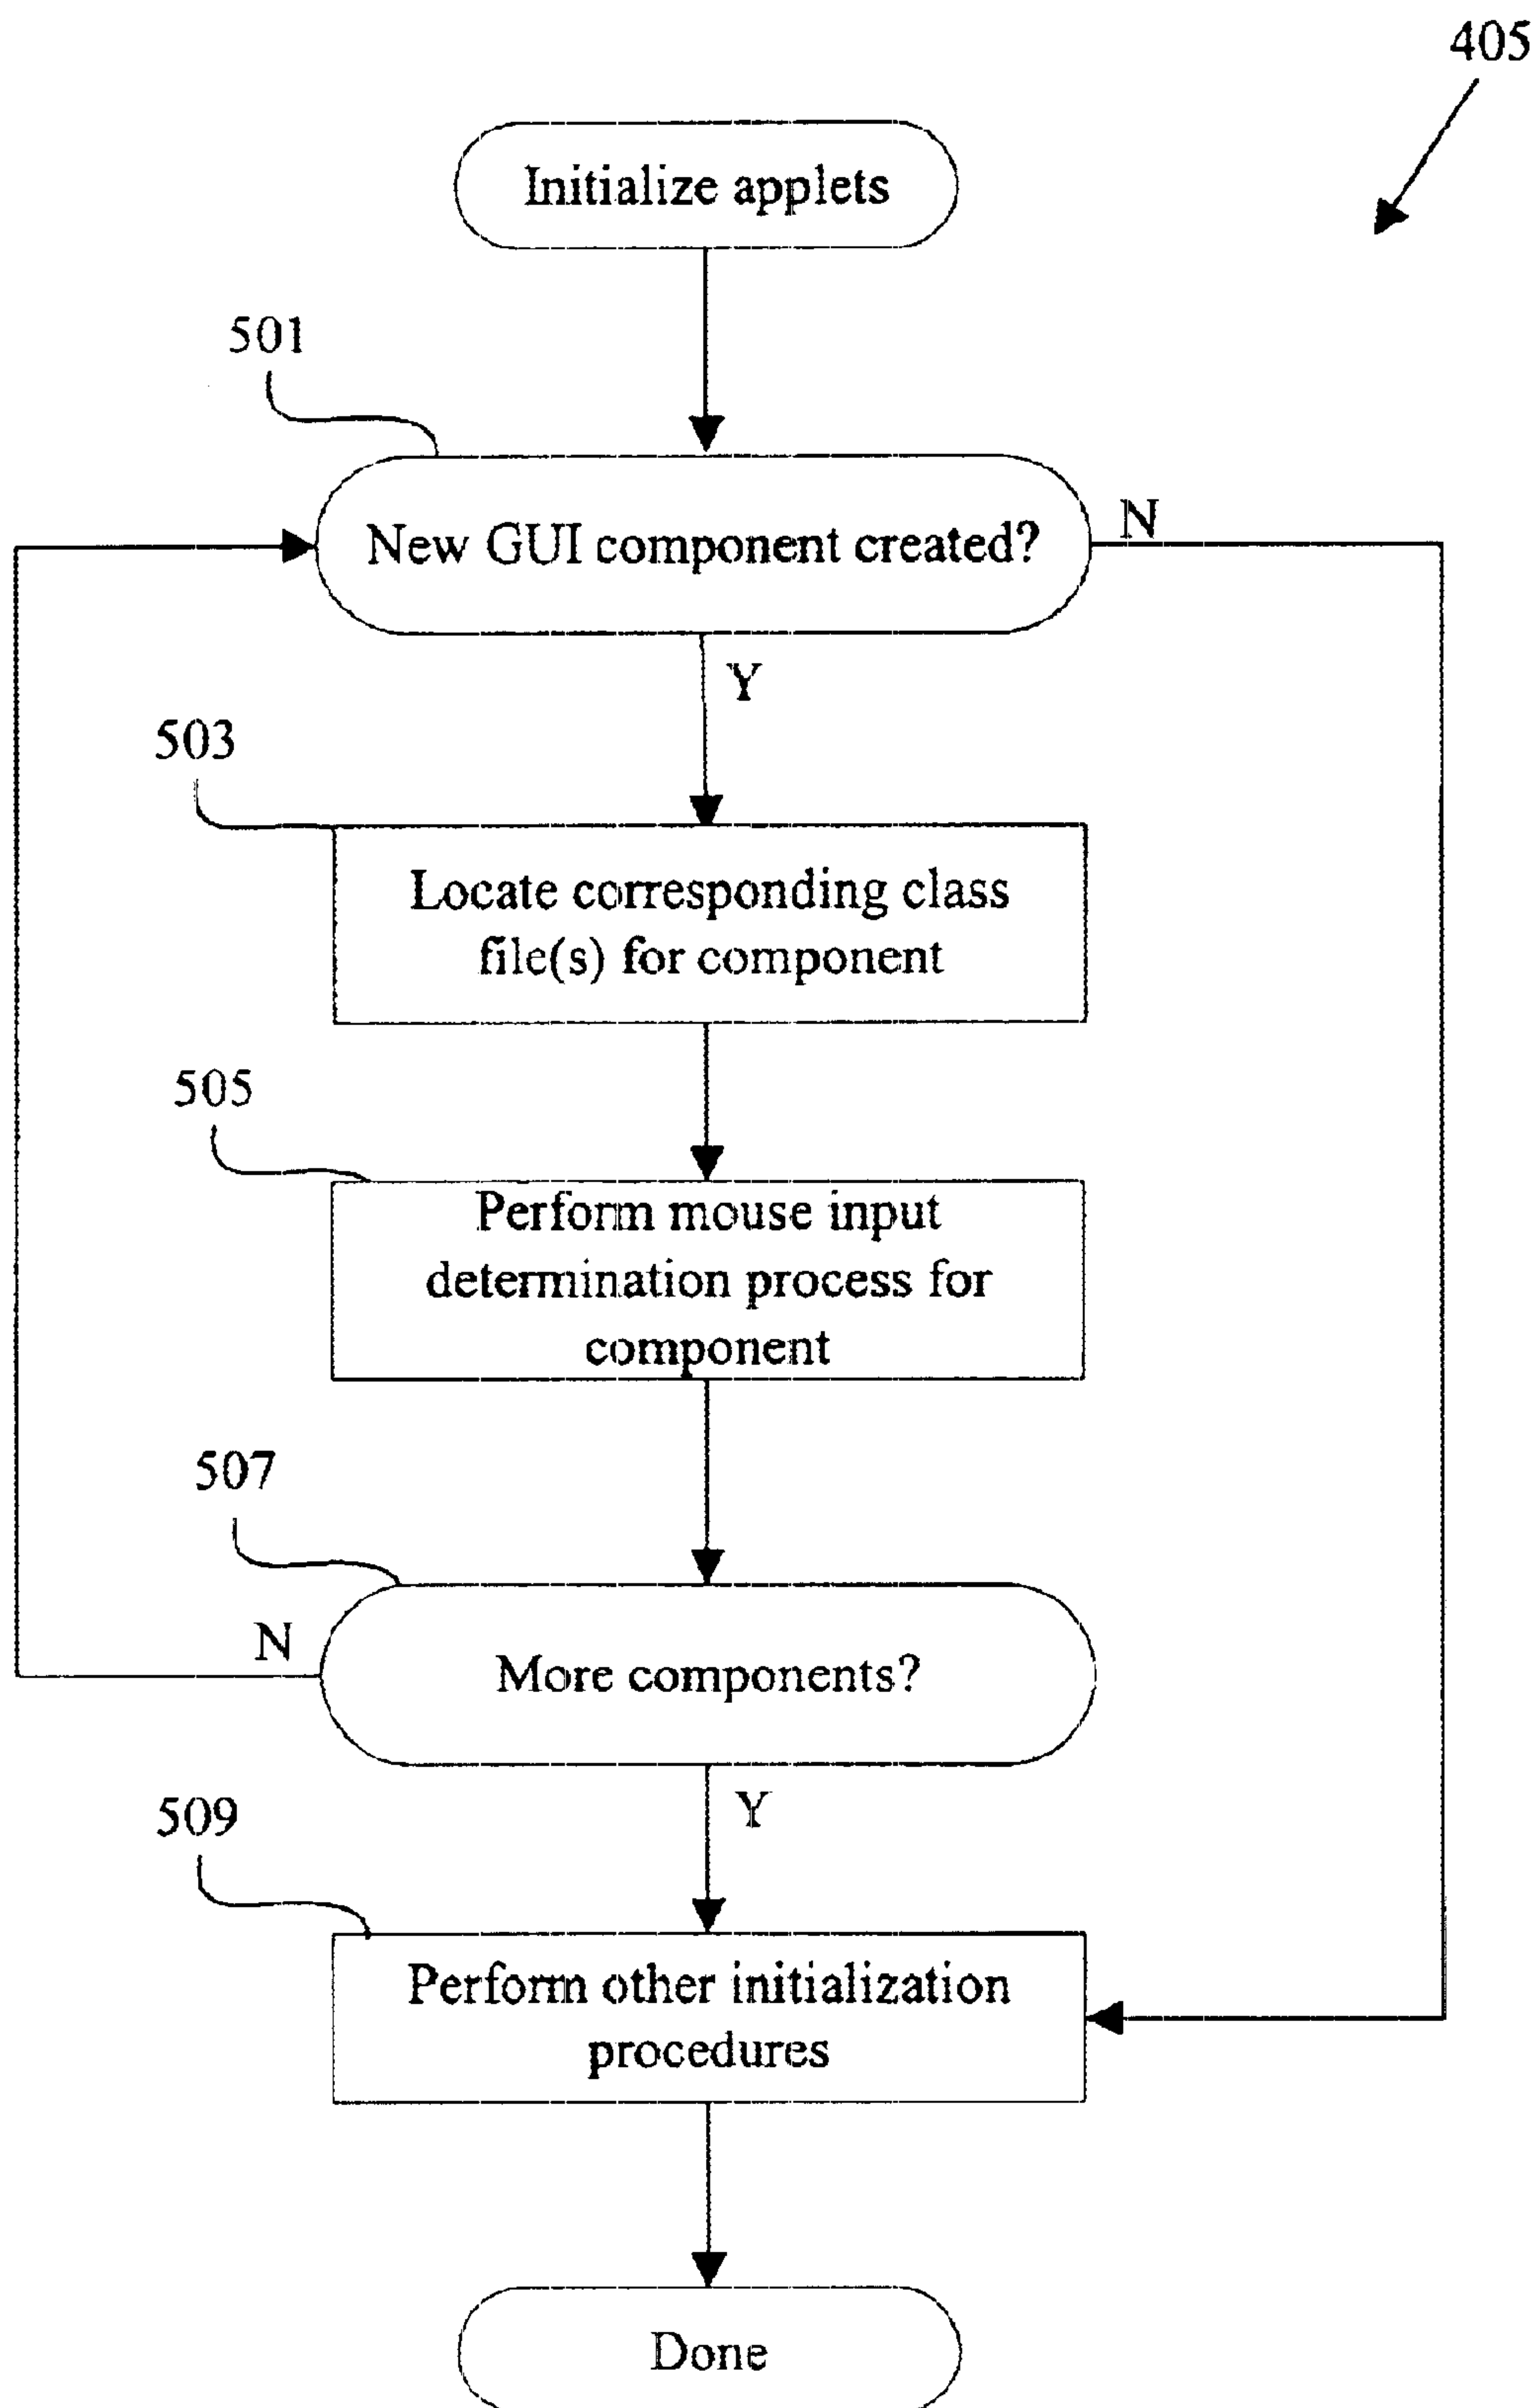 405
Initialize applets
501
New GUI component created?
N
Y
503
Locate corresponding class
file(s) for component
505
Perform mouse input
determination process for
component
507
N
More components?
Y
509
Perform other initialization
procedures
Done